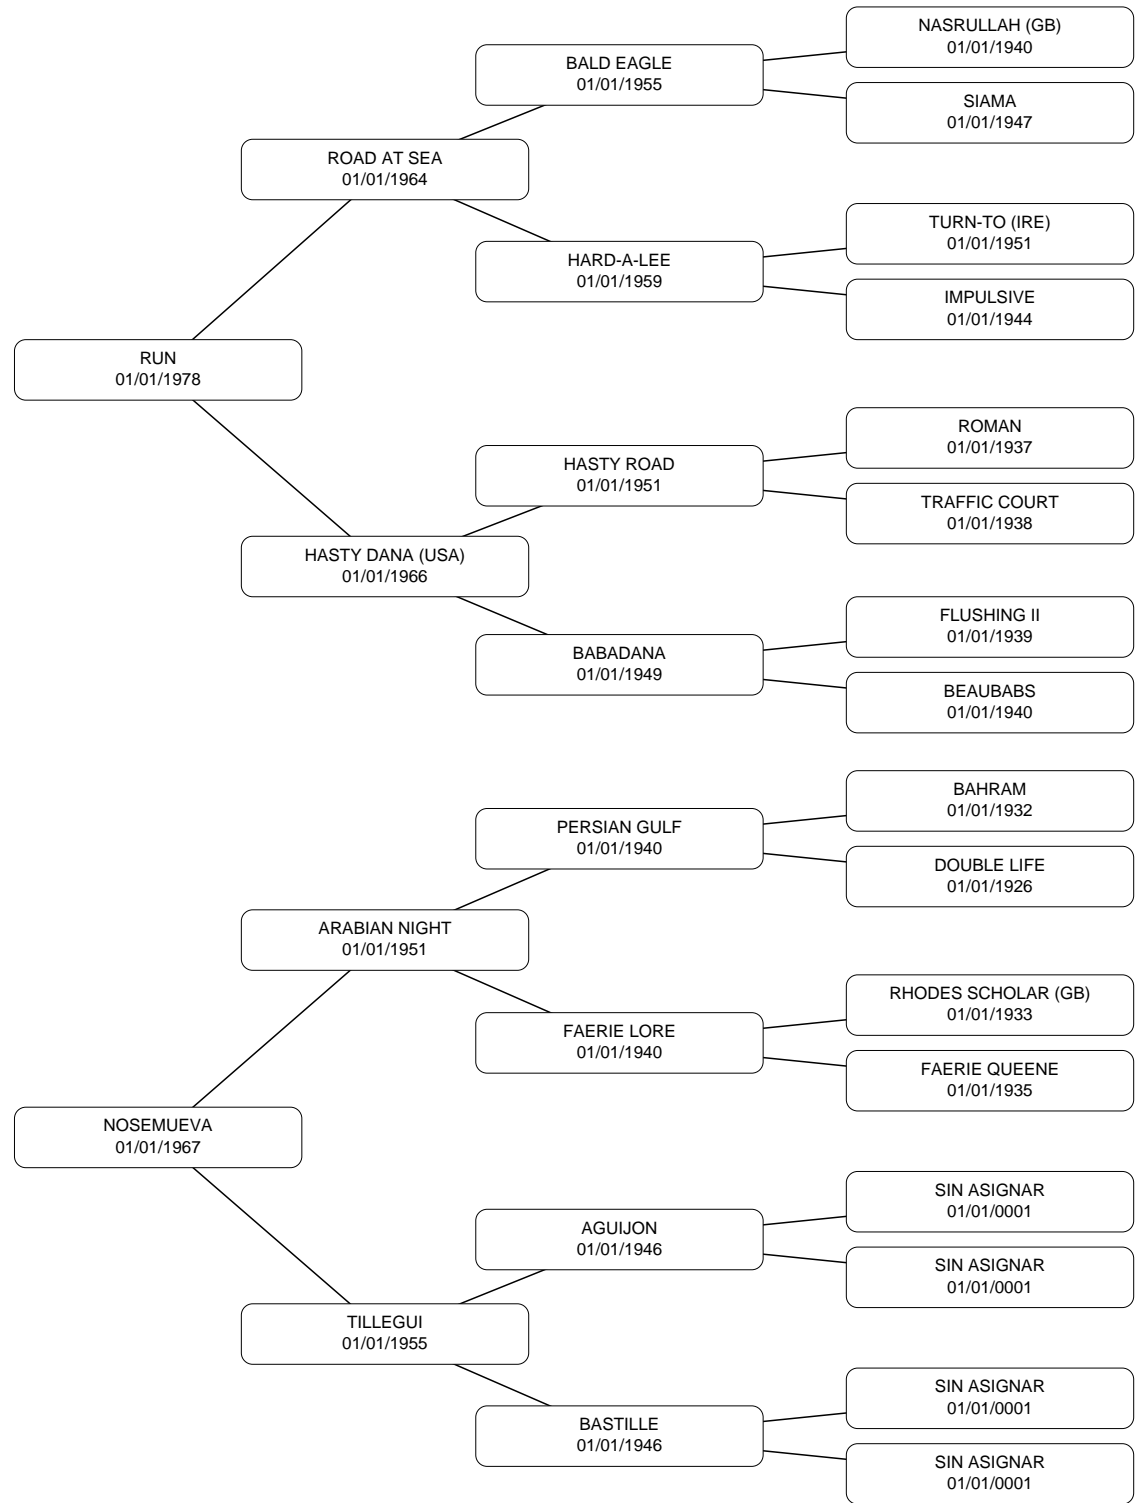 NASRULLAH (GB)
01/01/1940
BALD EAGLE
01/01/1955
SIAMA
01/01/1947
ROAD AT SEA
01/01/1964
TURN-TO (IRE)
01/01/1951
HARD-A-LEE
01/01/1959
IMPULSIVE
01/01/1944
RUN
01/01/1978
ROMAN
01/01/1937
HASTY ROAD
01/01/1951
TRAFFIC COURT
01/01/1938
HASTY DANA (USA)
01/01/1966
FLUSHING II
01/01/1939
BABADANA
01/01/1949
BEAUBABS
01/01/1940
BAHRAM
01/01/1932
PERSIAN GULF
01/01/1940
DOUBLE LIFE
01/01/1926
ARABIAN NIGHT
01/01/1951
RHODES SCHOLAR (GB)
01/01/1933
FAERIE LORE
01/01/1940
FAERIE QUEENE
01/01/1935
NOSEMUEVA
01/01/1967
SIN ASIGNAR
01/01/0001
AGUIJON
01/01/1946
SIN ASIGNAR
01/01/0001
TILLEGUI
01/01/1955
SIN ASIGNAR
01/01/0001
BASTILLE
01/01/1946
SIN ASIGNAR
01/01/0001